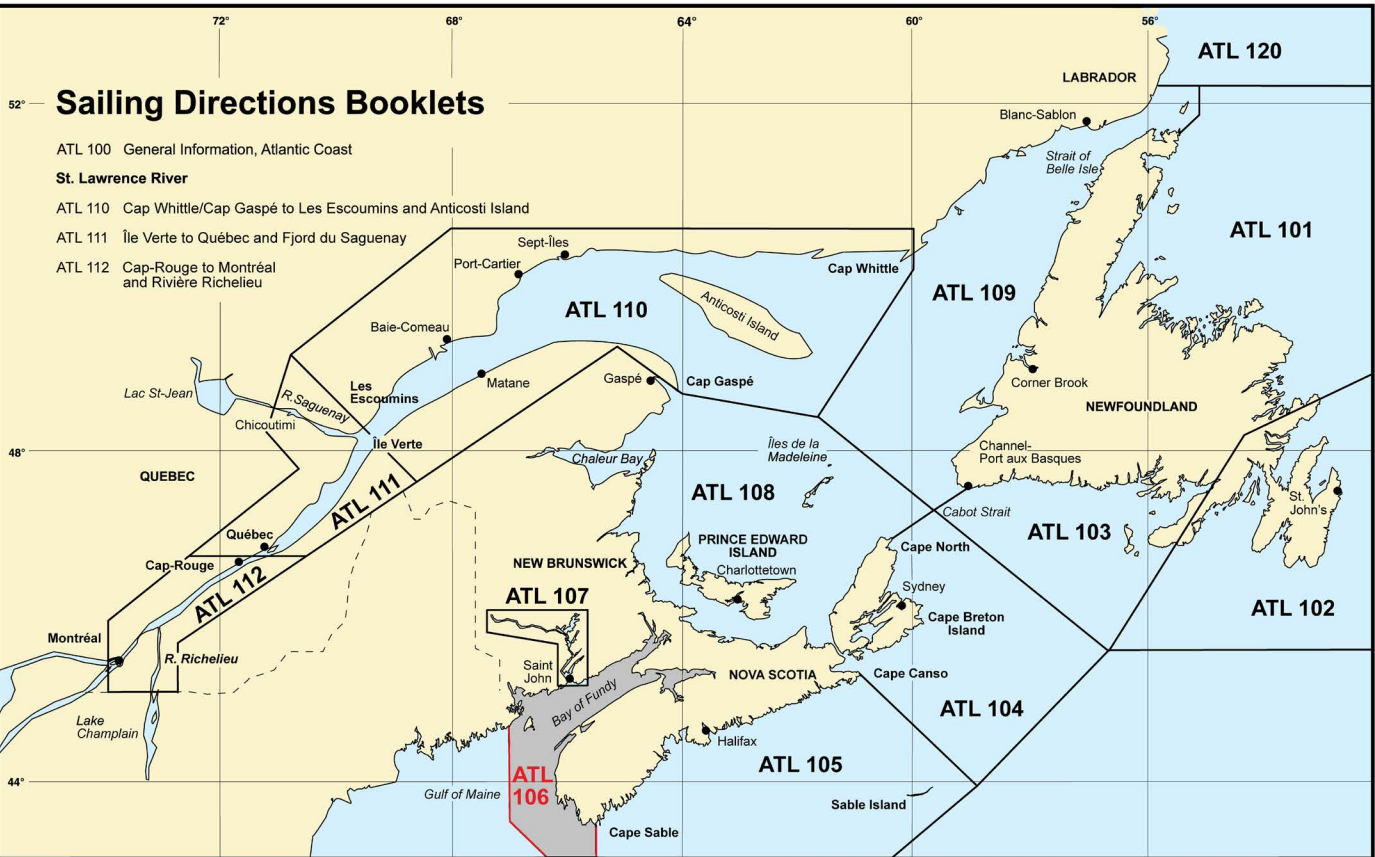 72°
68°
64°
60°
56°
ATL 120
LABRADOR
52°
Sailing Directions Booklets
Blanc-Sablon
ATL 100 General Information, Atlantic Coast
Strait of
Belle Isle
St. Lawrence River
ATL 110 Cap Whittle/Cap Gaspé to Les Escoumins and Anticosti Island
ATL 101
ATL 111 Île Verte to Québec and Fjord du Saguenay
Sept-Îles
ATL 112 Cap-Rouge to Montréal
and Rivière Richelieu
Port-Cartier
Cap Whittle
ATL 109
ATL 110
Anticosti Island
Baie-Comeau
Corner Brook
Matane
Gaspé
Cap Gaspé
Les
Escoumins
Lac St-Jean
R.Saguenay
Chicoutimi
NEWFOUNDLAND
Île Verte
Îles de la
Madeleine
Channel-
Port aux Basques
48°
Chaleur Bay
QUEBEC
ATL 111
ATL 108
St.
John's
Cabot Strait
ATL 103
Québec
PRINCE EDWARD
ISLAND
Cape North
Cap-Rouge
NEW BRUNSWICK
Charlottetown
ATL 112
Sydney
ATL 107
Cape Breton
Island
ATL 102
Montréal
R. Richelieu
Saint
John
NOVA SCOTIA
Cape Canso
Bay of Fundy
ATL 104
Lake
Champlain
Halifax
ATL 105
44°
ATL
106
Gulf of Maine
Sable Island
Cape Sable